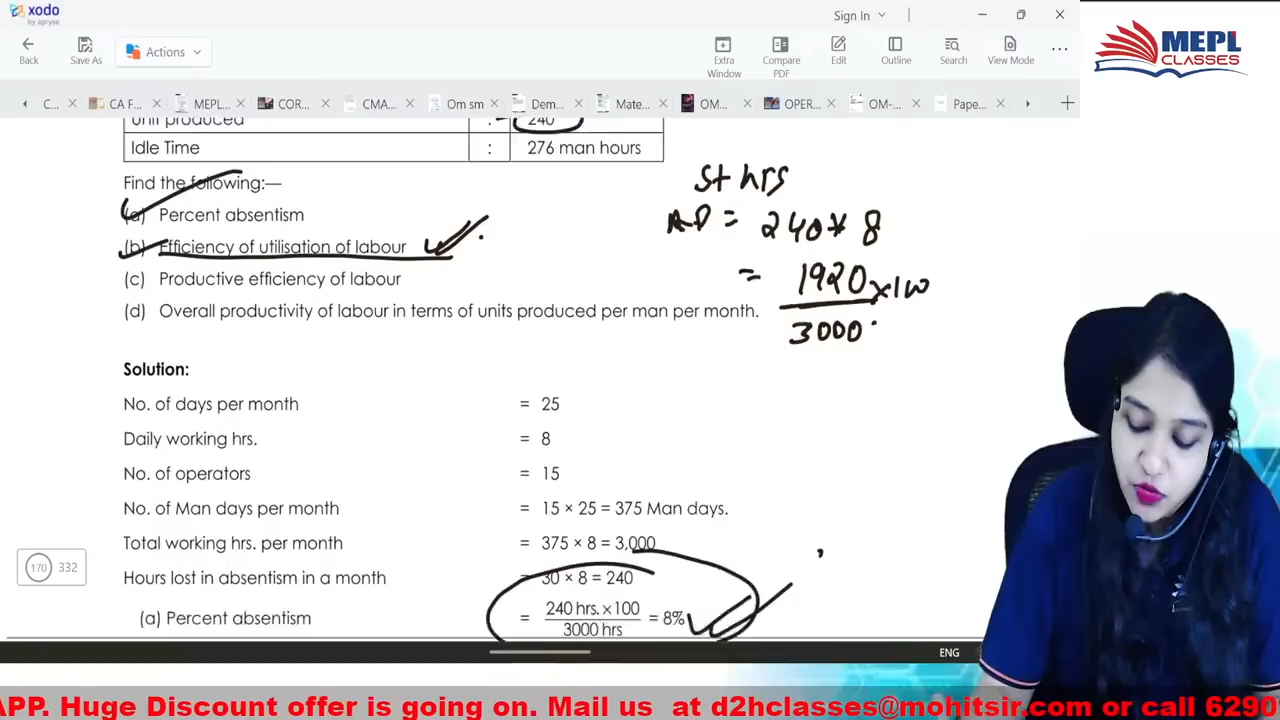 xodo
by apryse
Sign In
Back
Save As
Actions
Extra Window
Compare PDF
Edit
Outline
Search
View Mode
MEPL
CLASSES
C...
CA F...
MEPL...
COR...
CMA...
Om sm
Dem...
Mate...
OM...
OPER...
OM-...
Pape...
Unit produced : 240
Idle Time : 276 man hours
Find the following:—
(a) Percent absentism
(b) Efficiency of utilisation of labour
(c) Productive efficiency of labour
(d) Overall productivity of labour in terms of units produced per man per month.
St hrs
AP = 240 * 8
= 1920 x 100
3000
Solution:
No. of days per month = 25
Daily working hrs. = 8
No. of operators = 15
No. of Man days per month = 15 × 25 = 375 Man days.
Total working hrs. per month = 375 × 8 = 3,000
Hours lost in absentism in a month = 30 × 8 = 240
(a) Percent absentism = 240 hrs. × 100 / 3000 hrs = 8%
170 332
ENG
APP. Huge Discount offer is going on. Mail us at d2hclasses@mohitsir.com or call 6290